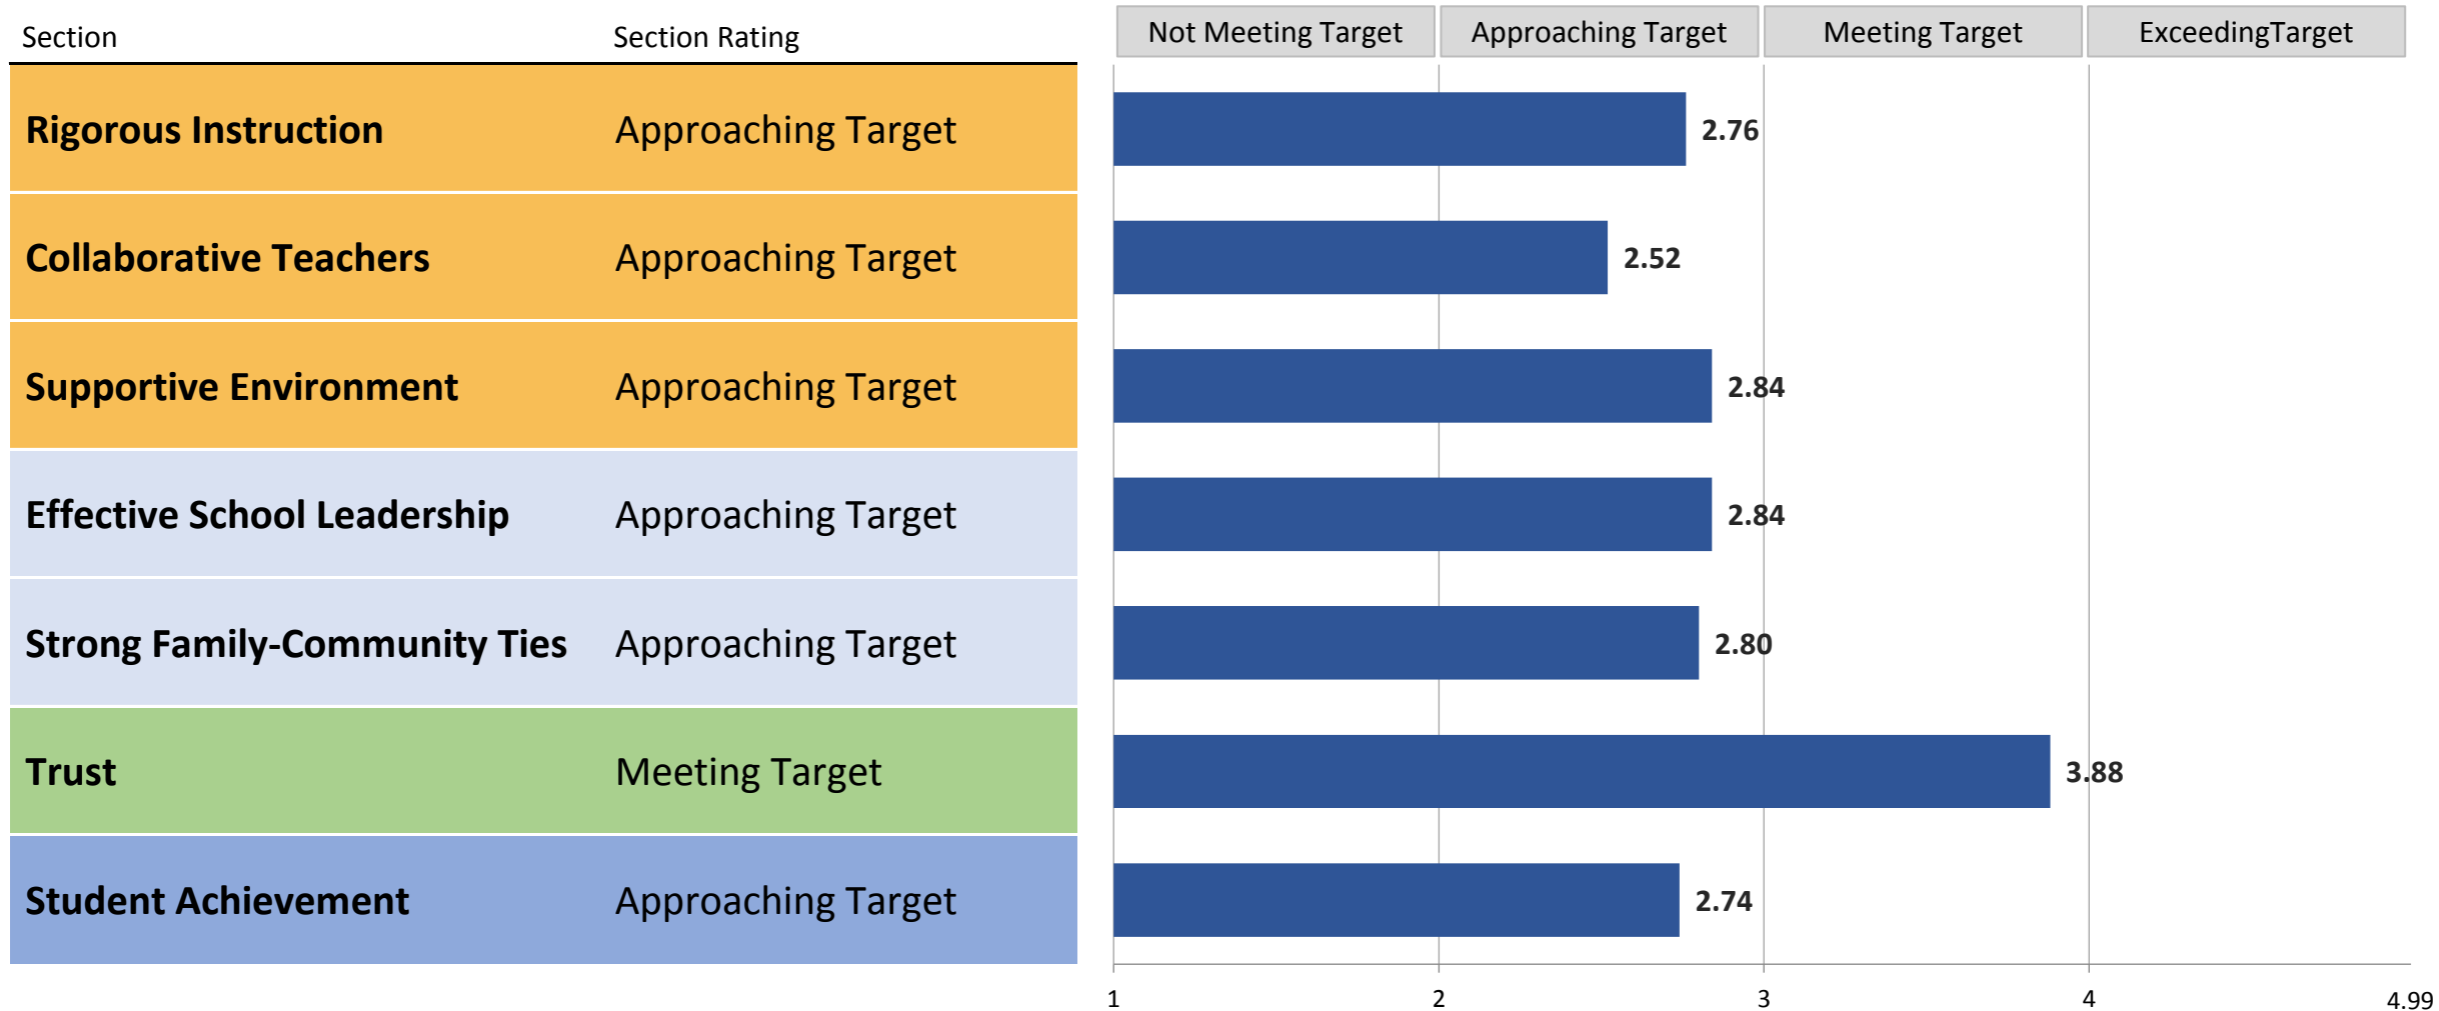 Section Section Rating Not Meeting Target Approaching Target Meeting Target ExceedingTarget
Rigorous Instruction Approaching Target 2.76
Collaborative Teachers Approaching Target 2.52
Supportive Environment Approaching Target 2.84
Effective School Leadership Approaching Target 2.84
Strong Family-Community Ties Approaching Target 2.80
Trust Meeting Target 3.88
Student Achievement Approaching Target 2.74
1 2 3 4 4.99